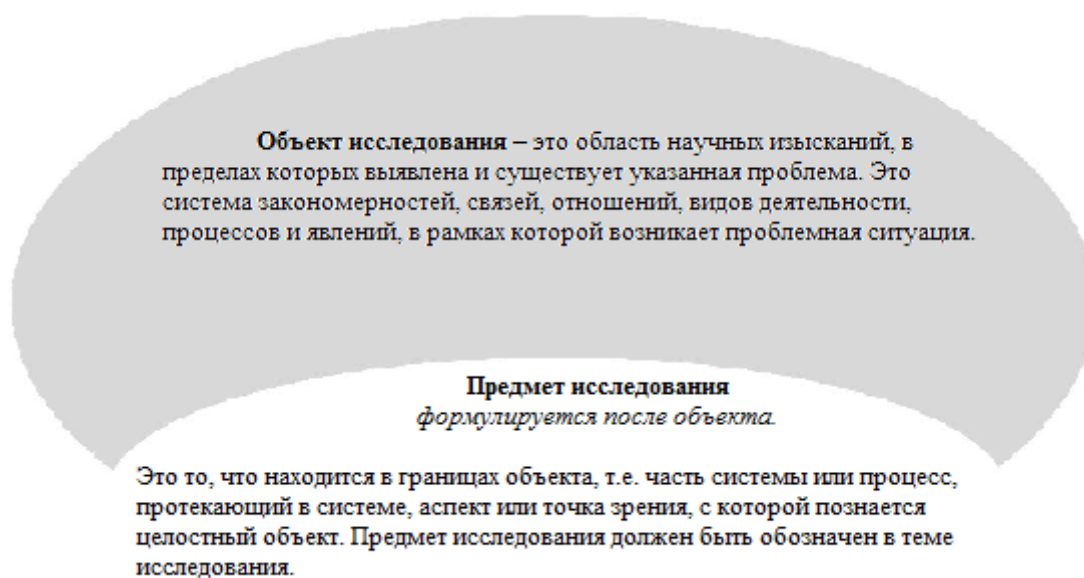 Объект исследования – это область научных изысканий, в
пределах которых выявлена и существует указанная проблема. Это
система закономерностей, связей, отношений, видов деятельности,
процессов и явлений, в рамках которой возникает проблемная ситуация.
Предмет исследования
формулируется после объекта.
Это то, что находится в границах объекта, т.е. часть системы или процесс,
протекающий в системе, аспект или точка зрения, с которой познается
целостный объект. Предмет исследования должен быть обозначен в теме
исследования.